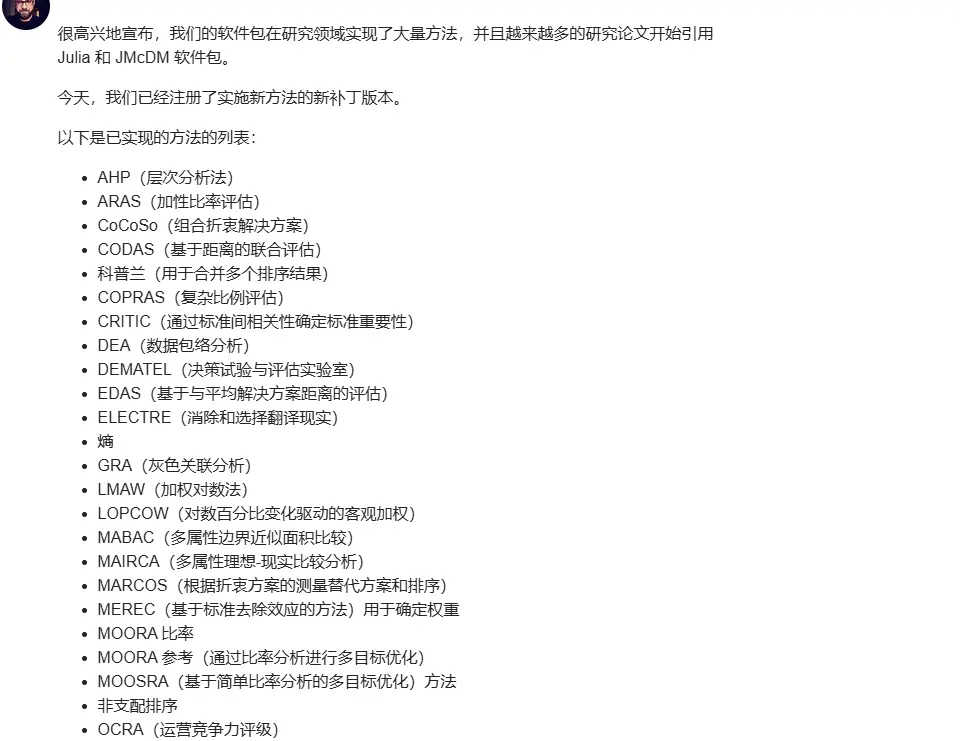 很高兴地宣布，我们的软件包在研究领域实现了大量方法，并且越来越多的研究论文开始引用
Julia 和 JMcDM 软件包。
今天，我们已经注册了实施新方法的新补丁版本。
以下是已实现的方法的列表：
• AHP（层次分析法）
• ARAS（加性比率评估）
• CoCoSo（组合折衷解决方案）
• CODAS（基于距离的联合评估）
• 科普兰（用于合并多个排序结果）
• COPRAS（复杂比例评估）
• CRITIC（通过标准间相关性确定标准重要性）
• DEA（数据包络分析）
• DEMATEL（决策试验与评估实验室）
• EDAS（基于与平均解决方案距离的评估）
• ELECTRE（消除和选择翻译现实）
• 熵
• GRA（灰色关联分析）
• LMAW（加权对数法）
• LOPCOW（对数百分比变化驱动的客观加权）
• MABAC（多属性边界近似面积比较）
• MAIRCA（多属性理想-现实比较分析）
• MARCOS（根据折衷方案的测量替代方案和排序）
• MEREC（基于标准去除效应的方法）用于确定权重
• MOORA 比率
• MOORA 参考（通过比率分析进行多目标优化）
• MOOSRA（基于简单比率分析的多目标优化）方法
• 非支配排序
• OCRA（运营竞争力评级）